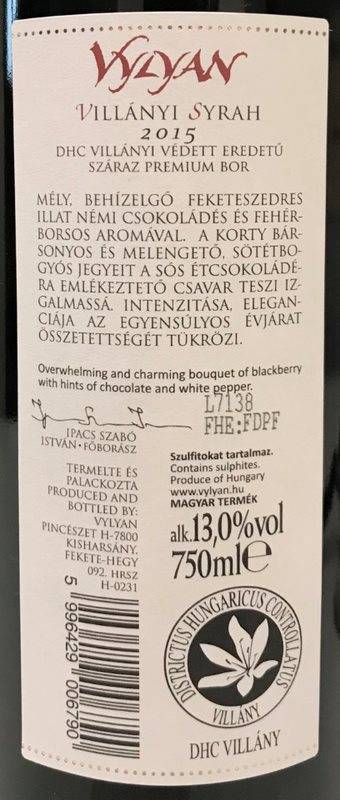 VYLYAN
VILLÁNYI SYRAH
2015
DHC VILLÁNYI VÉDETT EREDETŰ
SZÁRAZ PREMIUM BOR
MÉLY, BEHÍZELGŐ FEKETESZEDRES
ILLAT NÉMI CSOKOLÁDÉS ÉS FEHÉR-
BORSOS AROMÁVAL. A KORTY BÁR-
SONYOS ÉS MELENGETŐ, SÖTÉTBO-
GYÓS JEGYEIT A SÓS ÉTCSOKOLÁDÉ-
RA EMLÉKEZTETŐ CSAVAR TESZI IZ-
GALMASSÁ. INTENZITÁSA, ELEGAN-
CIÁJA AZ EGYENSÚLYOS ÉVJÁRAT
ÖSSZETETTSÉGÉT TÜKRÖZI.
Overwhelming and charming bouquet of blackberry
with hints of chocolate and white pepper.
L7138
FHE:FDPF
IPACS SZABÓ
ISTVÁN • FŐBORÁSZ
TERMELTE ÉS
PALACKOZTA
PRODUCED AND
BOTTLED BY:
VYLYAN
PINCÉSZET H-7800
KISHARSÁNY,
FEKETE-HEGY
092. HRSZ
H-0231
Szulfitokat tartalmaz.
Contains sulphites.
Produce of Hungary
www.vylyan.hu
MAGYAR TERMÉK
alk.13,0%vol
750ml℮
5 996429 006790
DISTRICTUS HUNGARICUS CONTROLLATUS
VILLÁNY
DHC VILLÁNY